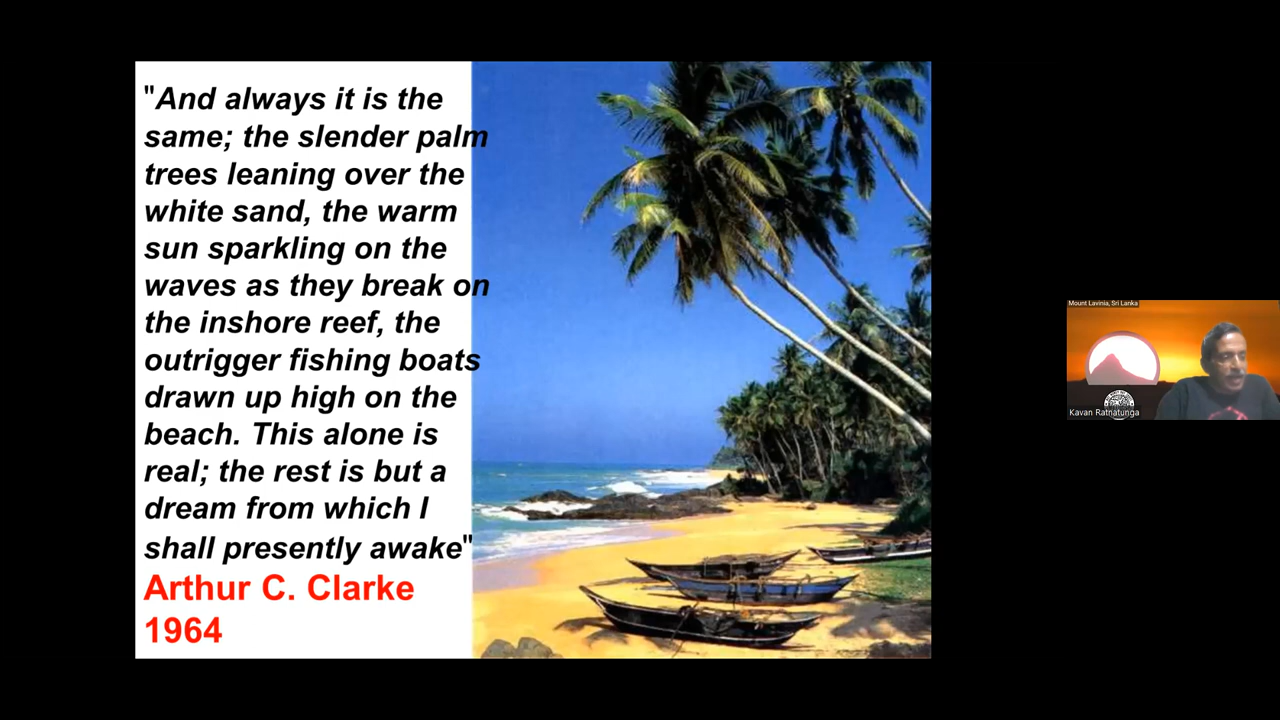 "And always it is the
same; the slender palm
trees leaning over the
white sand, the warm
sun sparkling on the
waves as they break on
the inshore reef, the
outrigger fishing boats
drawn up high on the
beach. This alone is
real; the rest is but a
dream from which I
shall presently awake"
Arthur C. Clarke
1964
Mount Lavinia, Sri Lanka
Kavan Ratnatunga